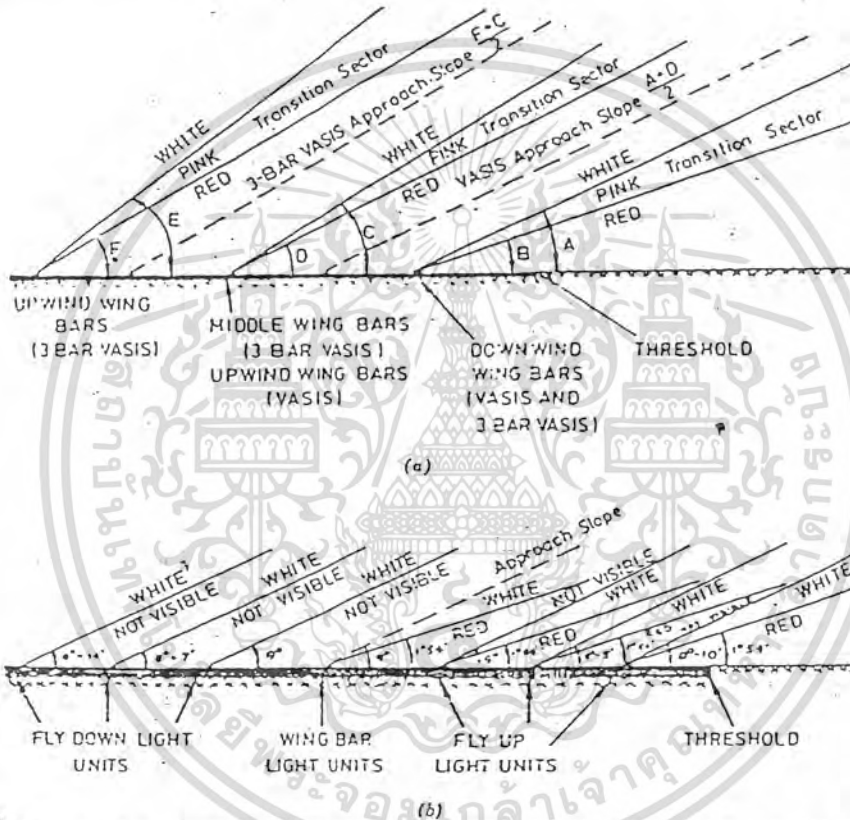 WHITE
PINK Transition Sector
RED
3-BAR VASIS Approach Slope F+C
2
WHITE
PINK Transition Sector
RED VASIS Approach Slope A+D
2
WHITE
PINK Transition Sector
RED
F
E
D
C
B
A
UPWIND WING
BARS
(3 BAR VASIS)
MIDDLE WING BARS
(3 BAR VASIS)
UPWIND WING BARS
(VASIS)
DOWNWIND
WING BARS
(VASIS AND
3 BAR VASIS)
THRESHOLD
(a)
WHITE
NOT VISIBLE
WHITE
NOT VISIBLE
WHITE
NOT VISIBLE
Approach Slope
WHITE
RED
NOT VISIBLE
WHITE
RED
WHITE
WHITE
RED
1°54'
1°54'
FLY DOWN LIGHT
UNITS
WING BAR
LIGHT UNITS
FLY UP
LIGHT UNITS
THRESHOLD
(b)